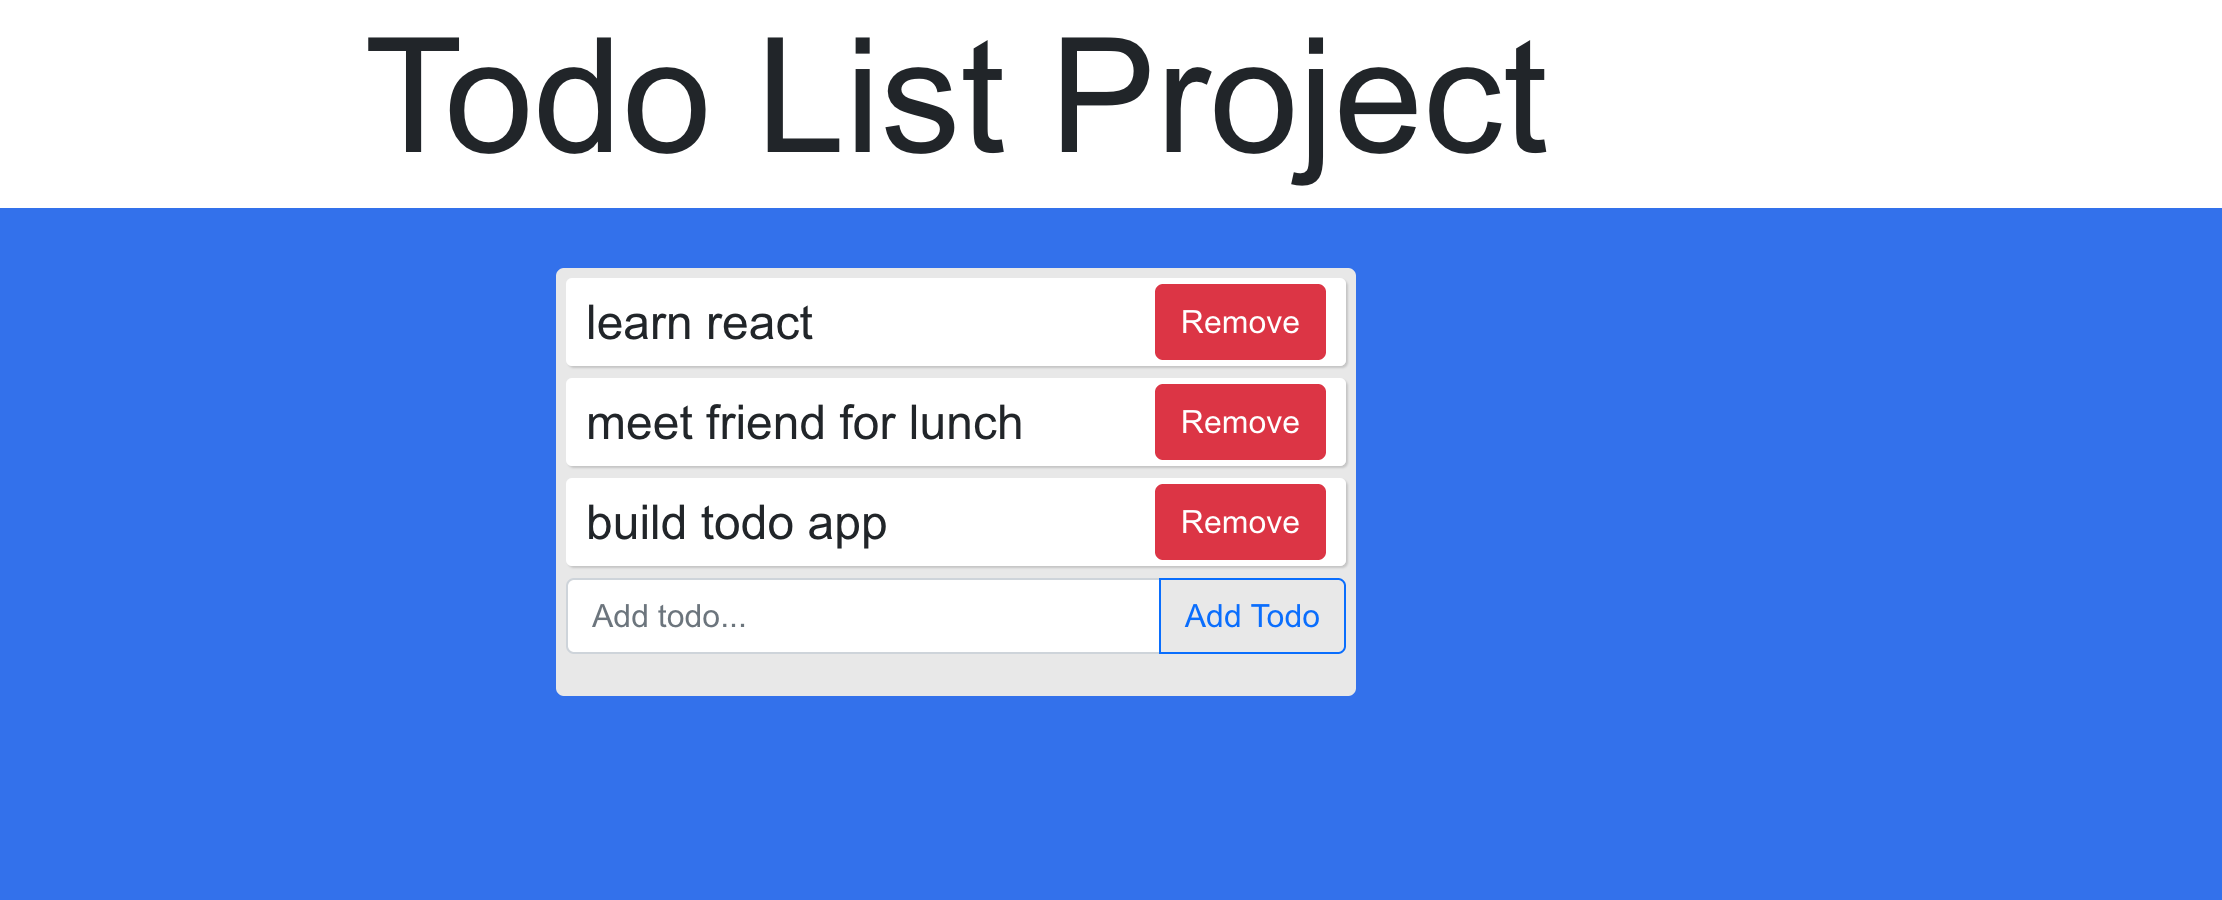 Todo List Project
learn react
Remove
meet friend for lunch
Remove
build todo app
Remove
Add todo...
Add Todo